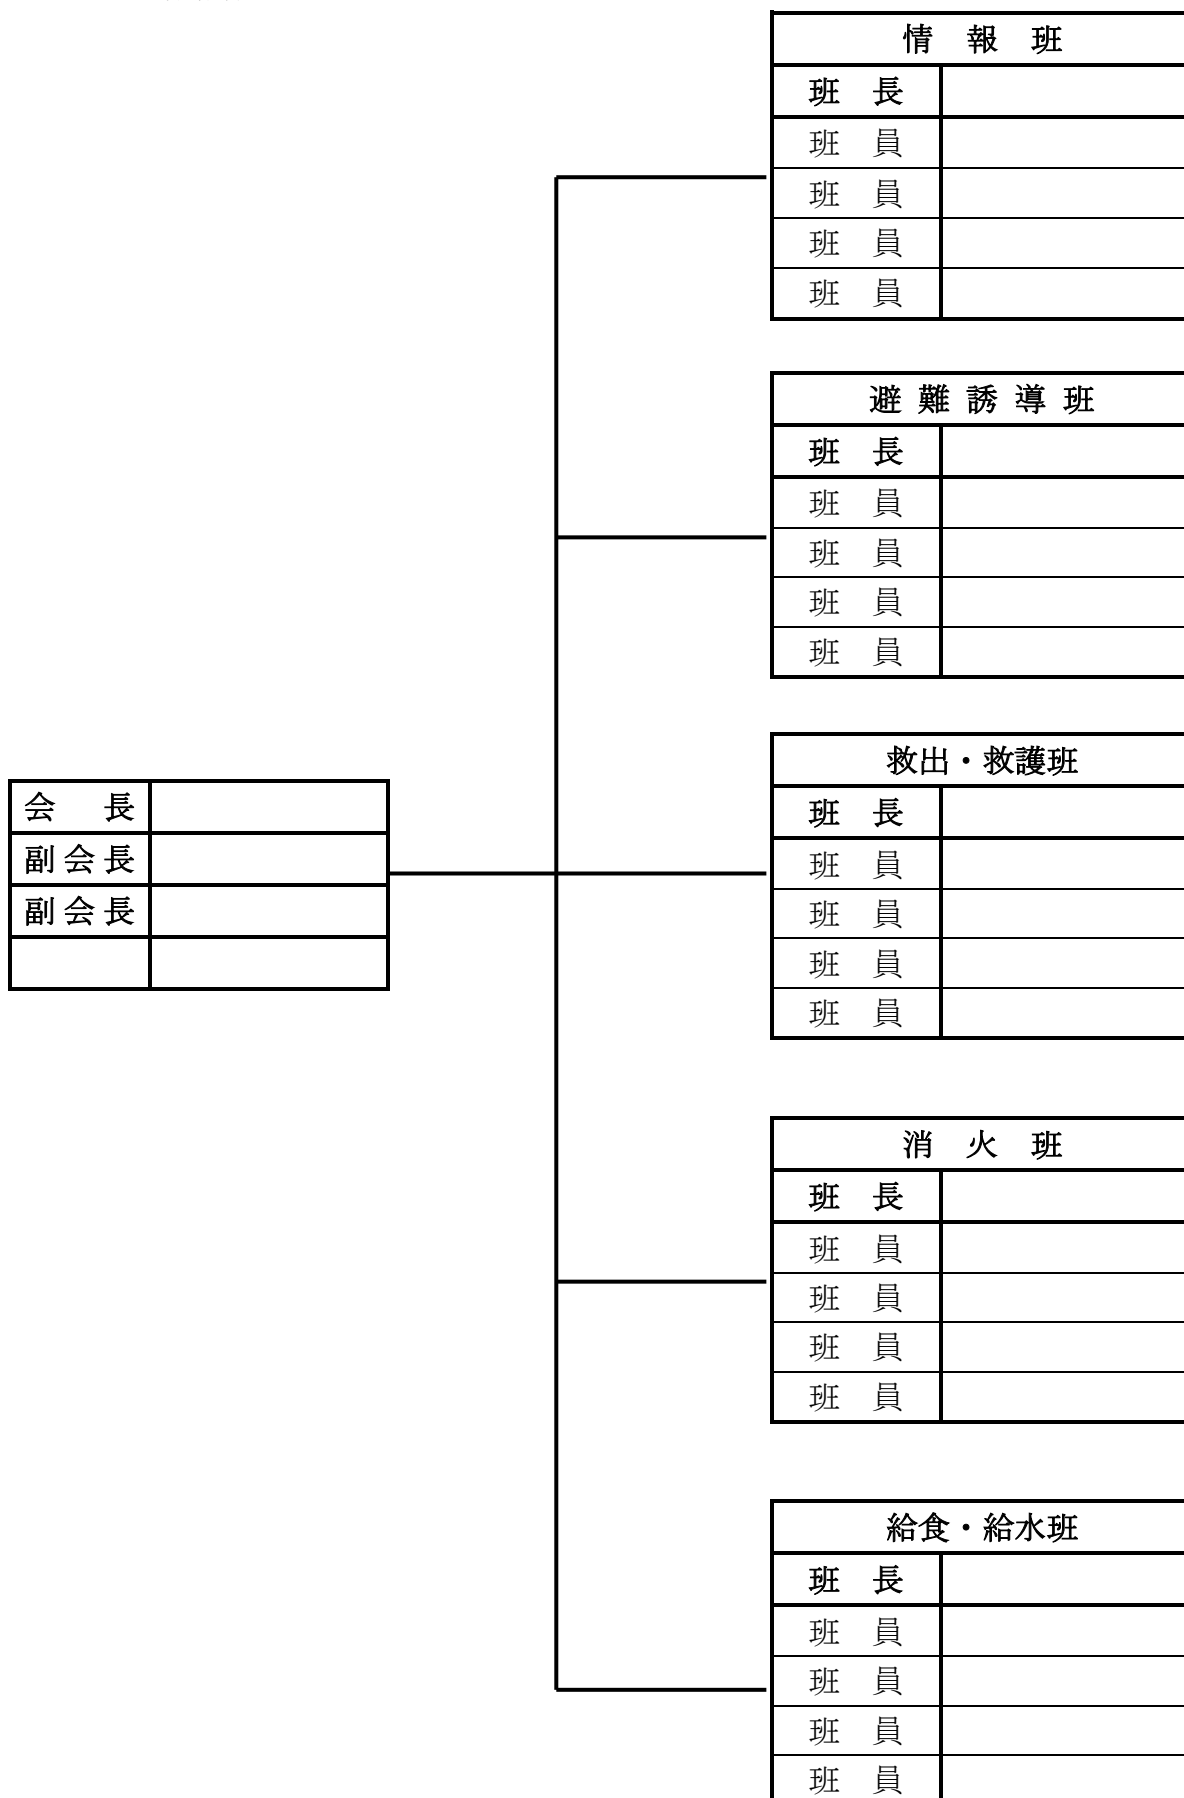 情　報　班
班　長
班　員
班　員
班　員
班　員
避難誘導班
班　長
班　員
班　員
班　員
班　員
会　長
副会長
副会長
救出・救護班
班　長
班　員
班　員
班　員
班　員
消　火　班
班　長
班　員
班　員
班　員
班　員
給食・給水班
班　長
班　員
班　員
班　員
班　員